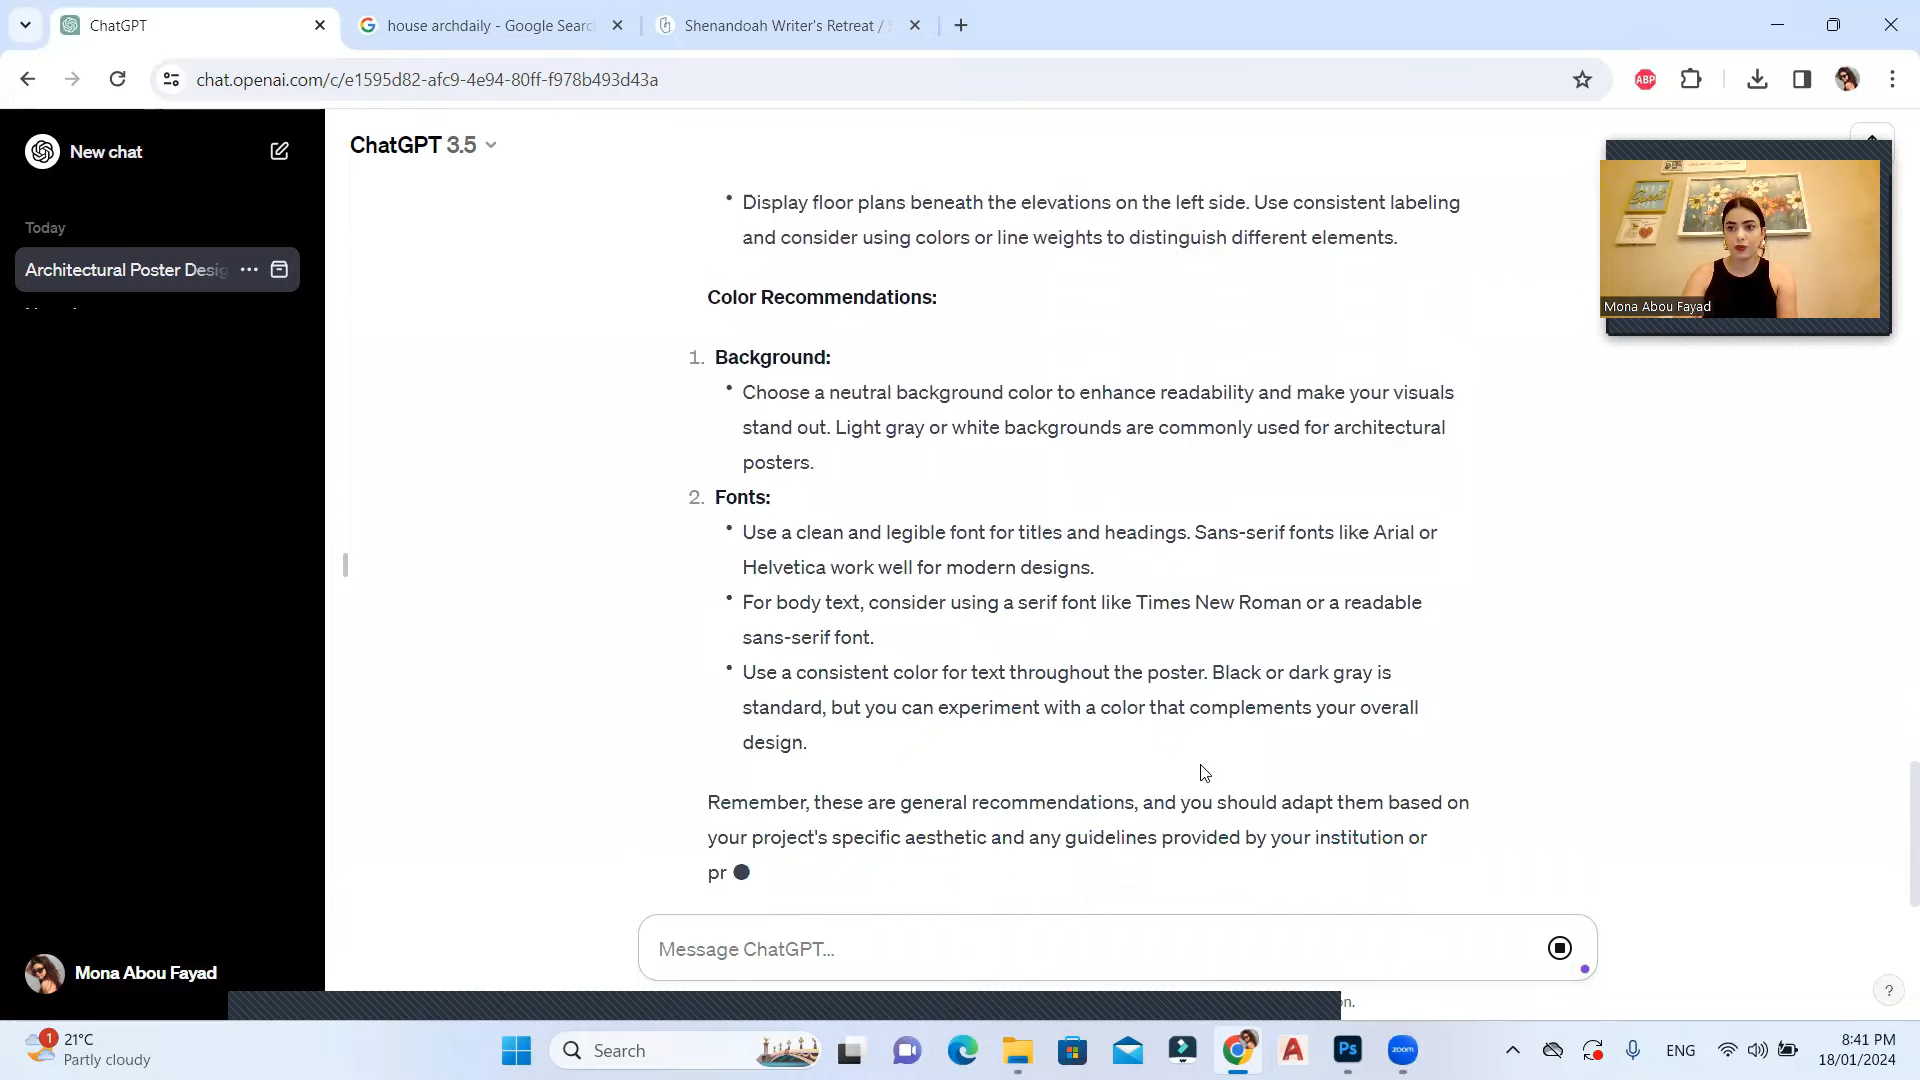 ChatGPT
house archdaily - Google Searc
Shenandoah Writer's Retreat / S
chat.openai.com/c/e1595d82-afc9-4e94-80ff-f978b493d43a
ABP
New chat
ChatGPT 3.5
Today
Architectural Poster Desig
Mona Abou Fayad
• Display floor plans beneath the elevations on the left side. Use consistent labeling
and consider using colors or line weights to distinguish different elements.
Color Recommendations:
1. Background:
• Choose a neutral background color to enhance readability and make your visuals
stand out. Light gray or white backgrounds are commonly used for architectural
posters.
2. Fonts:
• Use a clean and legible font for titles and headings. Sans-serif fonts like Arial or
Helvetica work well for modern designs.
• For body text, consider using a serif font like Times New Roman or a readable
sans-serif font.
• Use a consistent color for text throughout the poster. Black or dark gray is
standard, but you can experiment with a color that complements your overall
design.
Remember, these are general recommendations, and you should adapt them based on
your project's specific aesthetic and any guidelines provided by your institution or
pr
Message ChatGPT...
Mona Abou Fayad
n.
?
1
21°C
Partly cloudy
Search
A
Ps
zoom
ENG
8:41 PM
18/01/2024